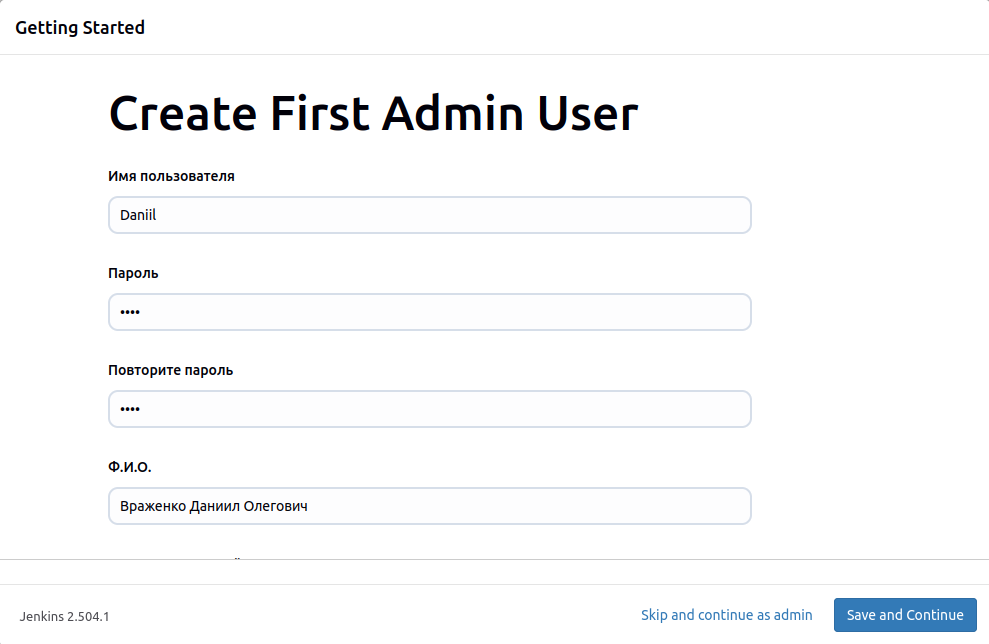 Getting Started
Create First Admin User
Имя пользователя
Daniil
Пароль
••••
Повторите пароль
••••
Ф.И.О.
Враженко Даниил Олегович
Jenkins 2.504.1
Skip and continue as admin
Save and Continue